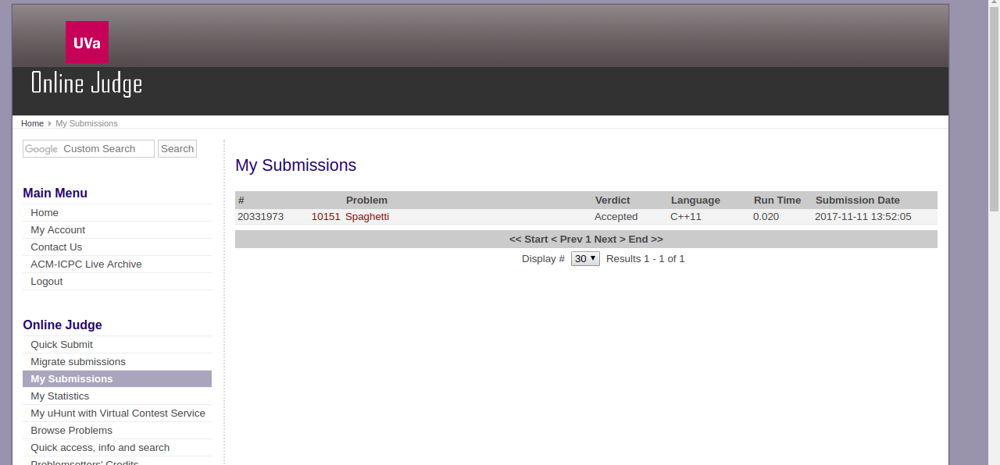 UVa
Online Judge
Home My Submissions
Google Custom Search Search
Main Menu
Home
My Account
Contact Us
ACM-ICPC Live Archive
Logout
Online Judge
Quick Submit
Migrate submissions
My Submissions
My Statistics
My uHunt with Virtual Contest Service
Browse Problems
Quick access, info and search
Problemsetters' Credits
My Submissions
# Problem Verdict Language Run Time Submission Date
20331973 10151 Spaghetti Accepted C++11 0.020 2017-11-11 13:52:05
<< Start < Prev 1 Next > End >>
Display # 30 Results 1 - 1 of 1